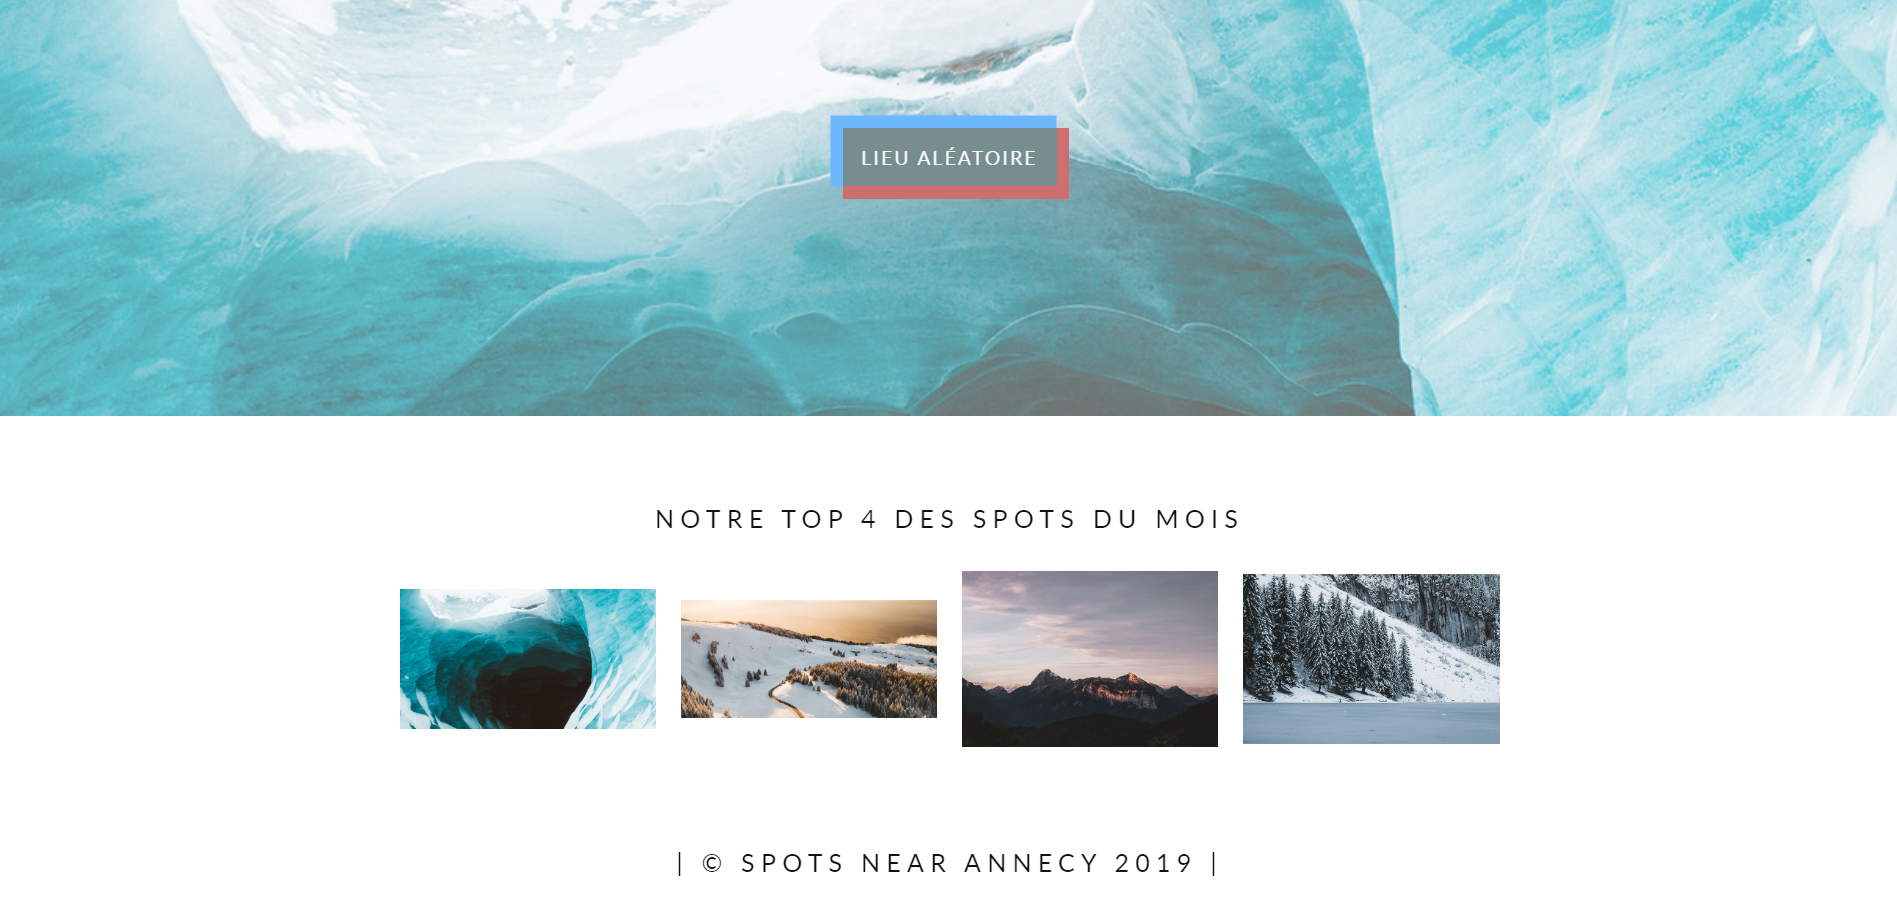 LIEU ALÉATOIRE
NOTRE TOP 4 DES SPOTS DU MOIS
| © SPOTS NEAR ANNECY 2019 |